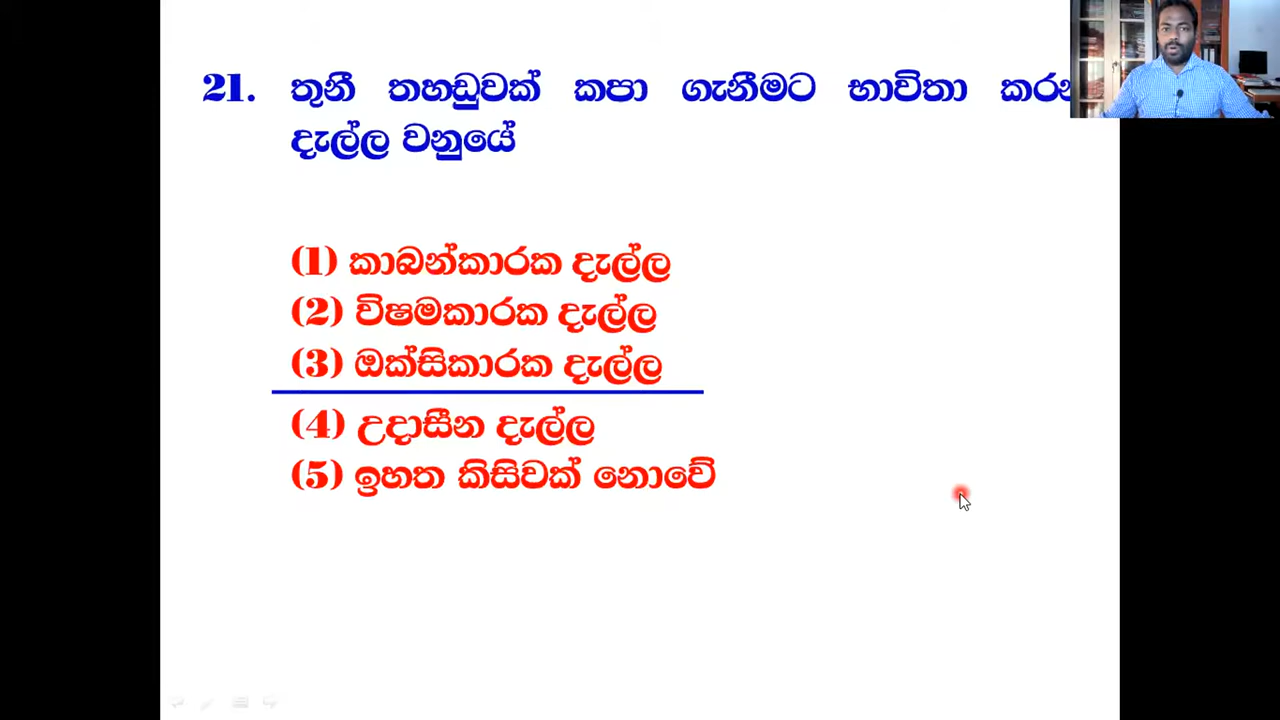 21. තුනී තහඩුවක් කපා ගැනීමට භාවිතා
දැල්ල වනුයේ
(1) කාබන්කාරක දැල්ල
(2) විෂමකාරක දැල්ල
(3) ඔක්සිකාරක දැල්ල
(4) උදාසීන දැල්ල
(5) ඉහත කිසිවක් නොවේ